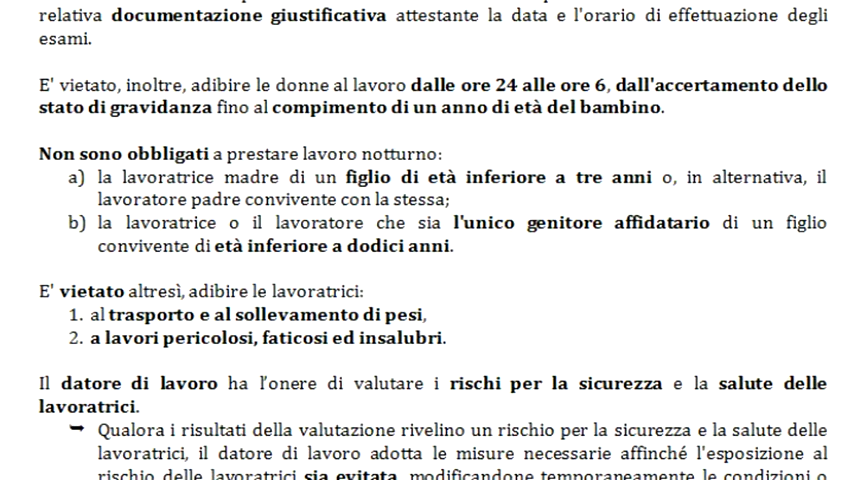 relativa documentazione giustificativa attestante la data e l'orario di effettuazione degli
esami.
E' vietato, inoltre, adibire le donne al lavoro dalle ore 24 alle ore 6, dall'accertamento dello
stato di gravidanza fino al compimento di un anno di età del bambino.
Non sono obbligati a prestare lavoro notturno:
a) la lavoratrice madre di un figlio di età inferiore a tre anni o, in alternativa, il
lavoratore padre convivente con la stessa;
b) la lavoratrice o il lavoratore che sia l'unico genitore affidatario di un figlio
convivente di età inferiore a dodici anni.
E' vietato altresì, adibire le lavoratrici:
1. al trasporto e al sollevamento di pesi,
2. a lavori pericolosi, faticosi ed insalubri.
Il datore di lavoro ha l'onere di valutare i rischi per la sicurezza e la salute delle
lavoratrici.
➥ Qualora i risultati della valutazione rivelino un rischio per la sicurezza e la salute delle
lavoratrici, il datore di lavoro adotta le misure necessarie affinché l'esposizione al
rischio delle lavoratrici sia evitata, modificandone temporaneamente le condizioni o